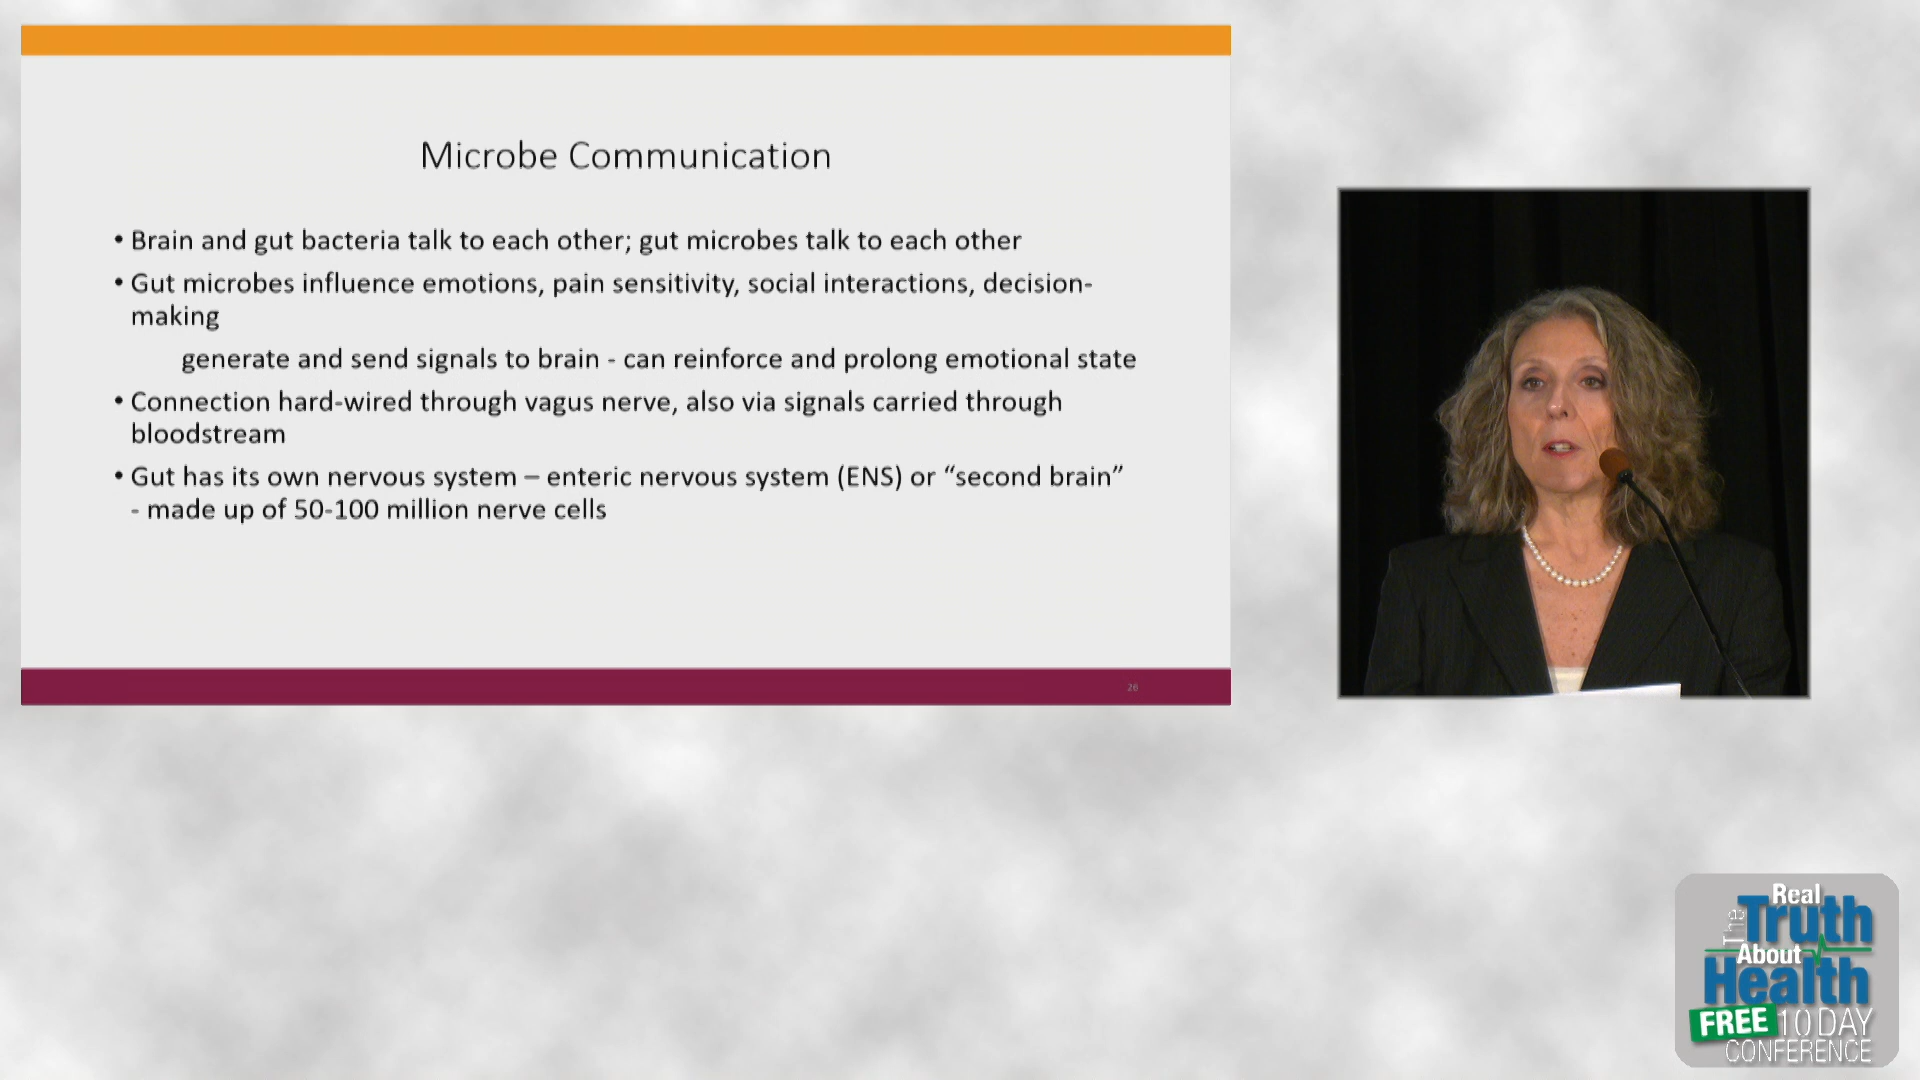 Microbe Communication
• Brain and gut bacteria talk to each other; gut microbes talk to each other
• Gut microbes influence emotions, pain sensitivity, social interactions, decision-
making
generate and send signals to brain - can reinforce and prolong emotional state
• Connection hard-wired through vagus nerve, also via signals carried through
bloodstream
• Gut has its own nervous system – enteric nervous system (ENS) or “second brain”
- made up of 50-100 million nerve cells
26
The Real
Truth
About
Health
FREE 10 DAY
CONFERENCE